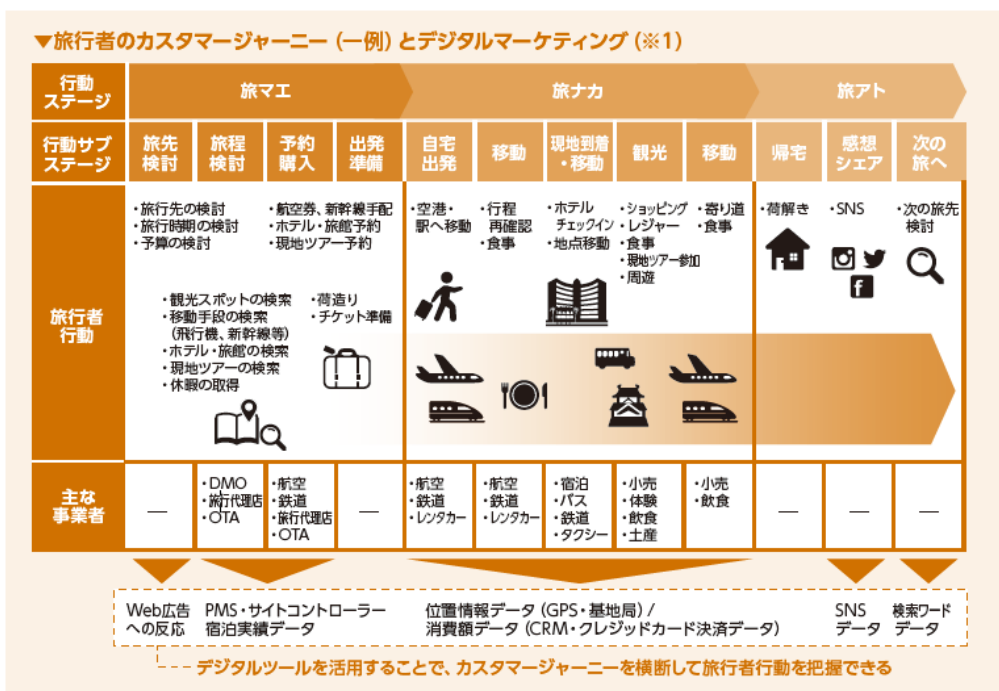 ▼旅行者のカスタマージャーニー(一例)とデジタルマーケティング(※1)
行動
ステージ
旅マエ
旅ナカ
旅アト
行動サブ
ステージ
旅先
検討
旅程
検討
予約
購入
出発
準備
自宅
出発
移動
現地到着
・移動
観光
移動
帰宅
感想
シェア
次の
旅へ
旅行者
行動
・旅行先の検討
・旅行時期の検討
・予算の検討
・航空券、新幹線手配
・ホテル・旅館予約
・現地ツアー予約
・観光スポットの検索
・移動手段の検索
(飛行機、新幹線等)
・ホテル・旅館の検索
・現地ツアーの検索
・休暇の取得
・荷造り
・チケット準備
・空港・
駅へ移動
・行程
再確認
・食事
・ホテル
チェックイン
・地点移動
・ショッピング
・レジャー
・食事
・現地ツアー参加
・周遊
・寄り道
・食事
・荷解き
・SNS
・次の旅先
検討
主な
事業者
―
・DMO
・旅行代理店
・OTA
・航空
・鉄道
・旅行代理店
・OTA
―
・航空
・鉄道
・レンタカー
・航空
・鉄道
・レンタカー
・宿泊
・バス
・鉄道
・タクシー
・小売
・体験
・飲食
・土産
・小売
・飲食
―
―
―
Web広告
への反応
PMS・サイトコントローラー
宿泊実績データ
位置情報データ(GPS・基地局)/
消費額データ(CRM・クレジッドカード決済データ)
SNS
データ
検索ワード
データ
デジタルツールを活用することで、カスタマージャーニーを横断して旅行者行動を把握できる